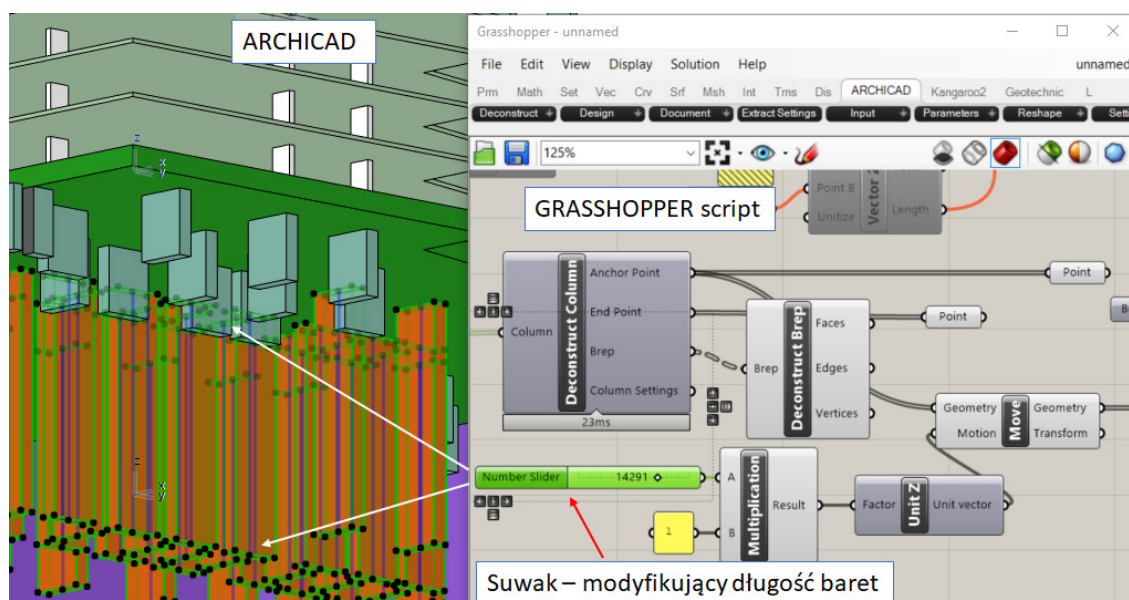 ARCHICAD
Grasshopper - unnamed
File Edit View Display Solution Help unnamed
Prm Math Set Vec Crv Srf Msh Int Trns Dis ARCHICAD Kangaroo2 Geotechnic L
Deconstruct Design Document Extract Settings Input Parameters Reshape Setti
125%
GRASSHOPPER script
Point B
Unitize
Vector 2
Length
Column
Deconstruct Column
Anchor Point
End Point
Brep
Column Settings
23ms
Point
Point
Brep
Deconstruct Brep
Faces
Edges
Vertices
Geometry
Motion
Move
Geometry
Transform
Number Slider 14291
1
A
B
Multiplication
Result
Factor
Unit Z
Unit vector
Suwak – modyfikujący długość baret
z
x
y
z
x
y